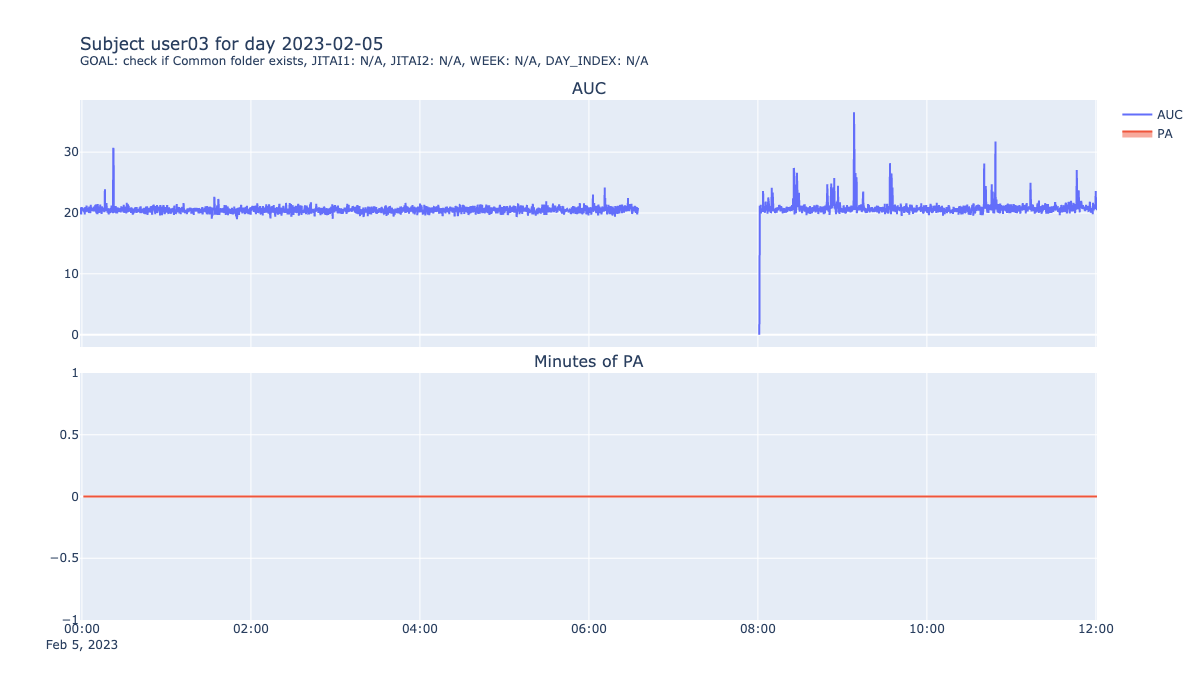 Subject user03 for day 2023-02-05
GOAL: check if Common folder exists, JITAI1: N/A, JITAI2: N/A, WEEK: N/A, DAY_INDEX: N/A
AUC
30
20
10
0
AUC
PA
Minutes of PA
1
0.5
0
−0.5
−1
00:00 02:00 04:00 06:00 08:00 10:00 12:00
Feb 5, 2023